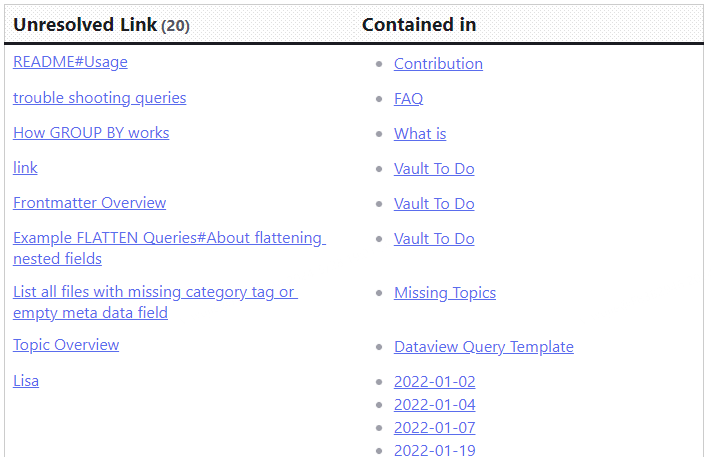 Unresolved Link (20) Contained in
README#Usage Contribution
trouble shooting queries FAQ
How GROUP BY works What is
link Vault To Do
Frontmatter Overview Vault To Do
Example FLATTEN Queries#About flattening Vault To Do
nested fields
List all files with missing category tag or Missing Topics
empty meta data field
Topic Overview Dataview Query Template
Lisa 2022-01-02
2022-01-04
2022-01-07
2022-01-19